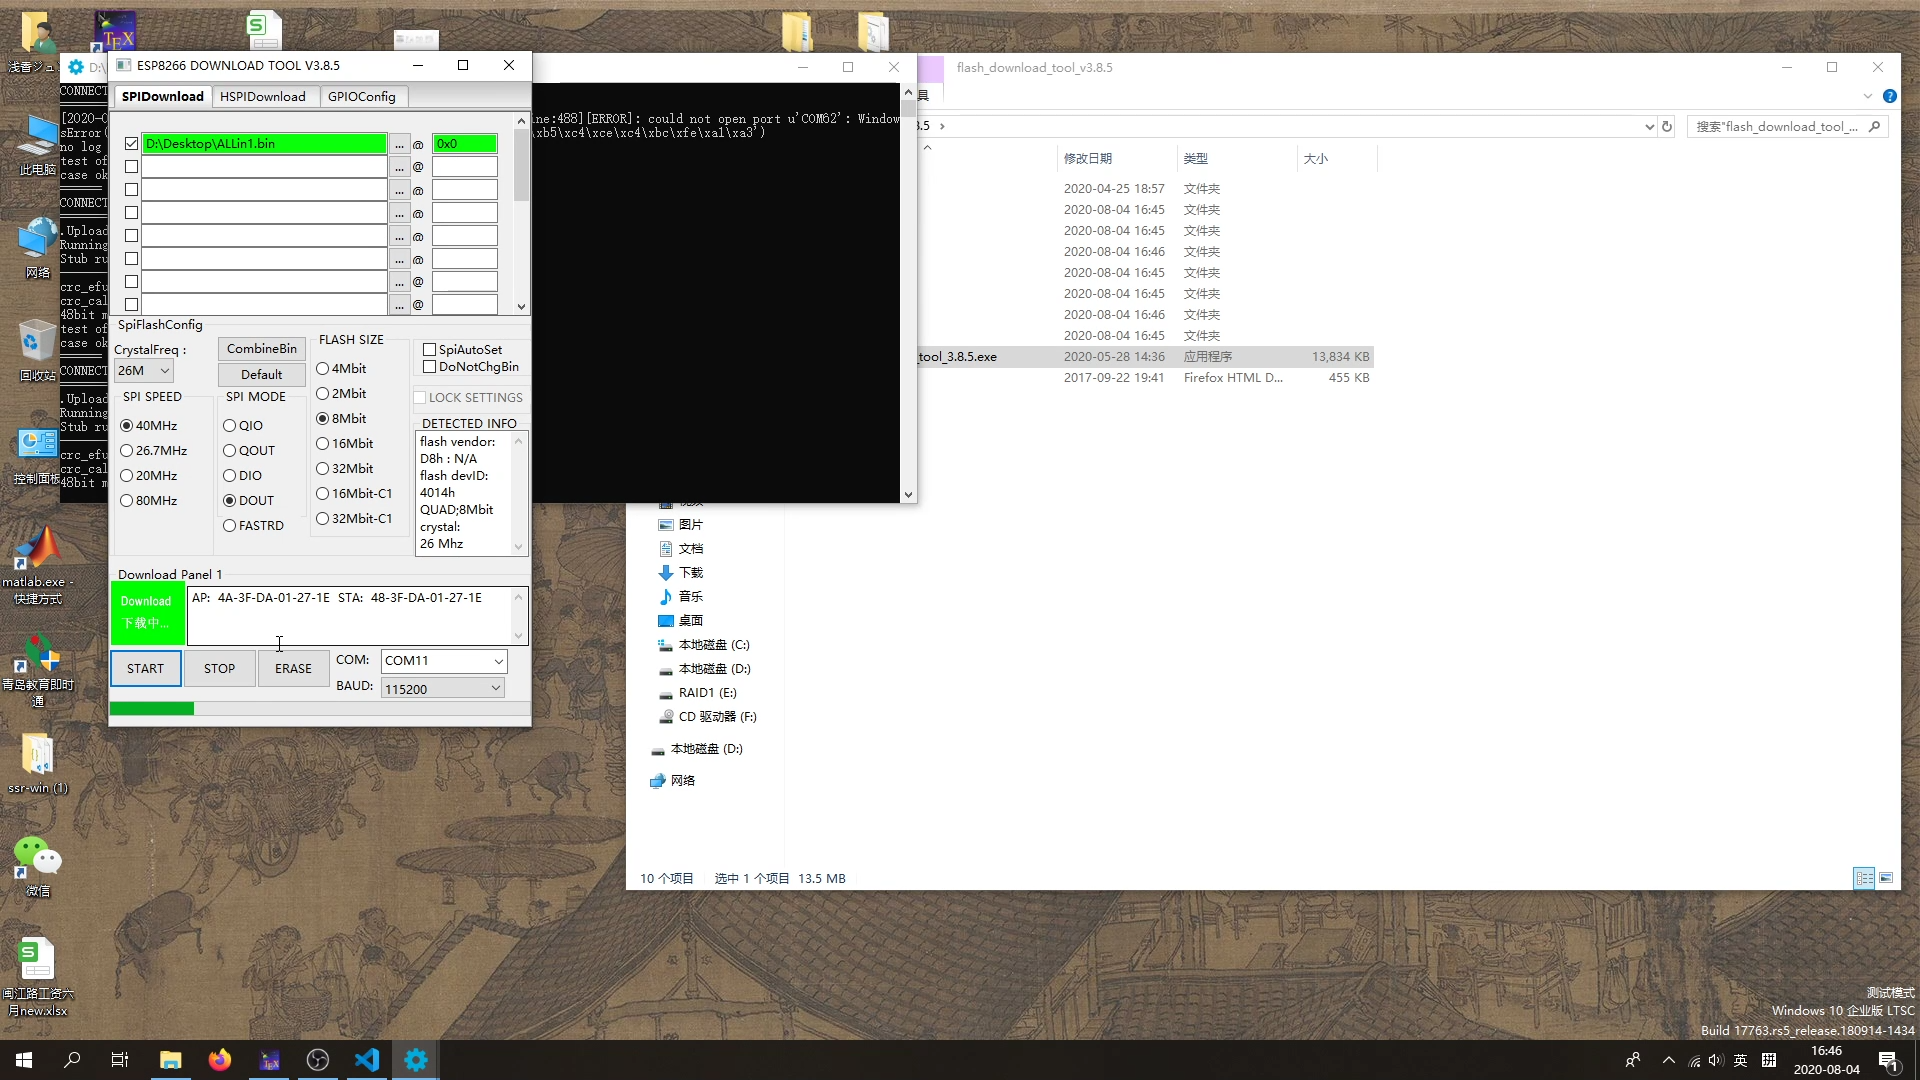 浅香ジュ
D:\
ESP8266 DOWNLOAD TOOL V3.8.5
SPIDownload
HSPIDownload
GPIOConfig
D:\Desktop\ALLin1.bin
...
@
0x0
...
@
...
@
...
@
...
@
...
@
...
@
...
@
SpiFlashConfig
CrystalFreq :
26M
CombineBin
Default
SPI SPEED
40MHz
26.7MHz
20MHz
80MHz
SPI MODE
QIO
QOUT
DIO
DOUT
FASTRD
FLASH SIZE
4Mbit
2Mbit
8Mbit
16Mbit
32Mbit
16Mbit-C1
32Mbit-C1
SpiAutoSet
DoNotChgBin
LOCK SETTINGS
DETECTED INFO
flash vendor:
D8h : N/A
flash devID:
4014h
QUAD;8Mbit
crystal:
26 Mhz
Download Panel 1
Download
下载中...
AP: 4A-3F-DA-01-27-1E STA: 48-3F-DA-01-27-1E
START
STOP
ERASE
COM:
COM11
BAUD:
115200
CONNECT
[2020-0
sError(
no log
test of
case ok
CONNECT
.Upload
Running
Stub ru
crc_efu
crc_cal
48bit m
test of
case ok
CONNECT
.Upload
Running
Stub ru
crc_efu
crc_cal
48bit m
ine:488][ERROR]: could not open port u'COM62': Window
\xb5\xc4\xce\xc4\xbc\xfe\xa1\xa3')
flash_download_tool_v3.8.5
具
3.5
搜索"flash_download_tool_...
修改日期
类型
大小
2020-04-25 18:57 文件夹
2020-08-04 16:45 文件夹
2020-08-04 16:45 文件夹
2020-08-04 16:46 文件夹
2020-08-04 16:45 文件夹
2020-08-04 16:45 文件夹
2020-08-04 16:46 文件夹
2020-08-04 16:45 文件夹
_tool_3.8.5.exe 2020-05-28 14:36 应用程序 13,834 KB
2017-09-22 19:41 Firefox HTML D... 455 KB
视频
图片
文档
下载
音乐
桌面
本地磁盘 (C:)
本地磁盘 (D:)
RAID1 (E:)
CD 驱动器 (F:)
本地磁盘 (D:)
网络
10 个项目
选中 1 个项目 13.5 MB
此电脑
网络
回收站
控制面板
matlab.exe -
快捷方式
青岛教育即时
通
ssr-win (1)
微信
闽江路工资六
月new.xlsx
测试模式
Windows 10 企业版 LTSC
Build 17763.rs5_release.180914-1434
英
16:46
2020-08-04
1